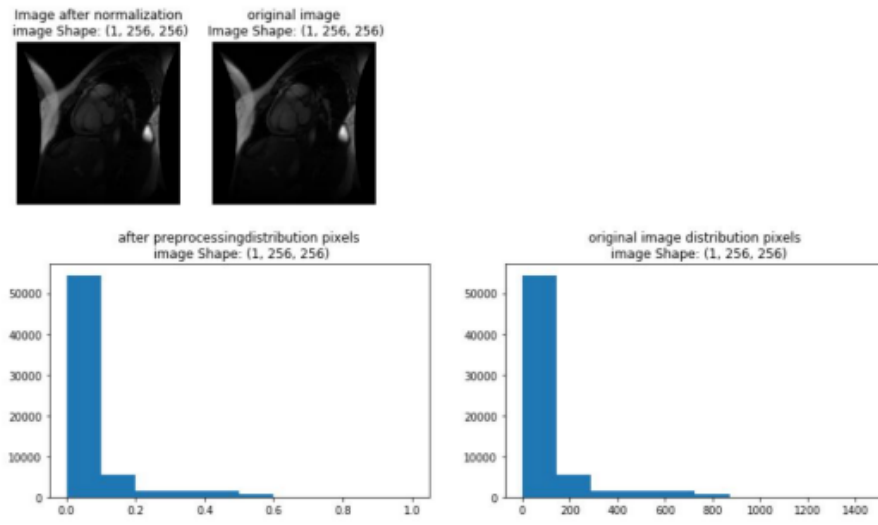 Image after normalization
image Shape: (1, 256, 256)
original image
Image Shape: (1, 256, 256)
after preprocessingdistribution pixels
image Shape: (1, 256, 256)
50000
40000
30000
20000
10000
0
0.0 0.2 0.4 0.6 0.8 1.0
original image distribution pixels
image Shape: (1, 256, 256)
50000
40000
30000
20000
10000
0
0 200 400 600 800 1000 1200 1400